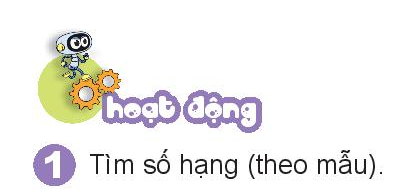 hoạt động
1 Tìm số hạng (theo mẫu).